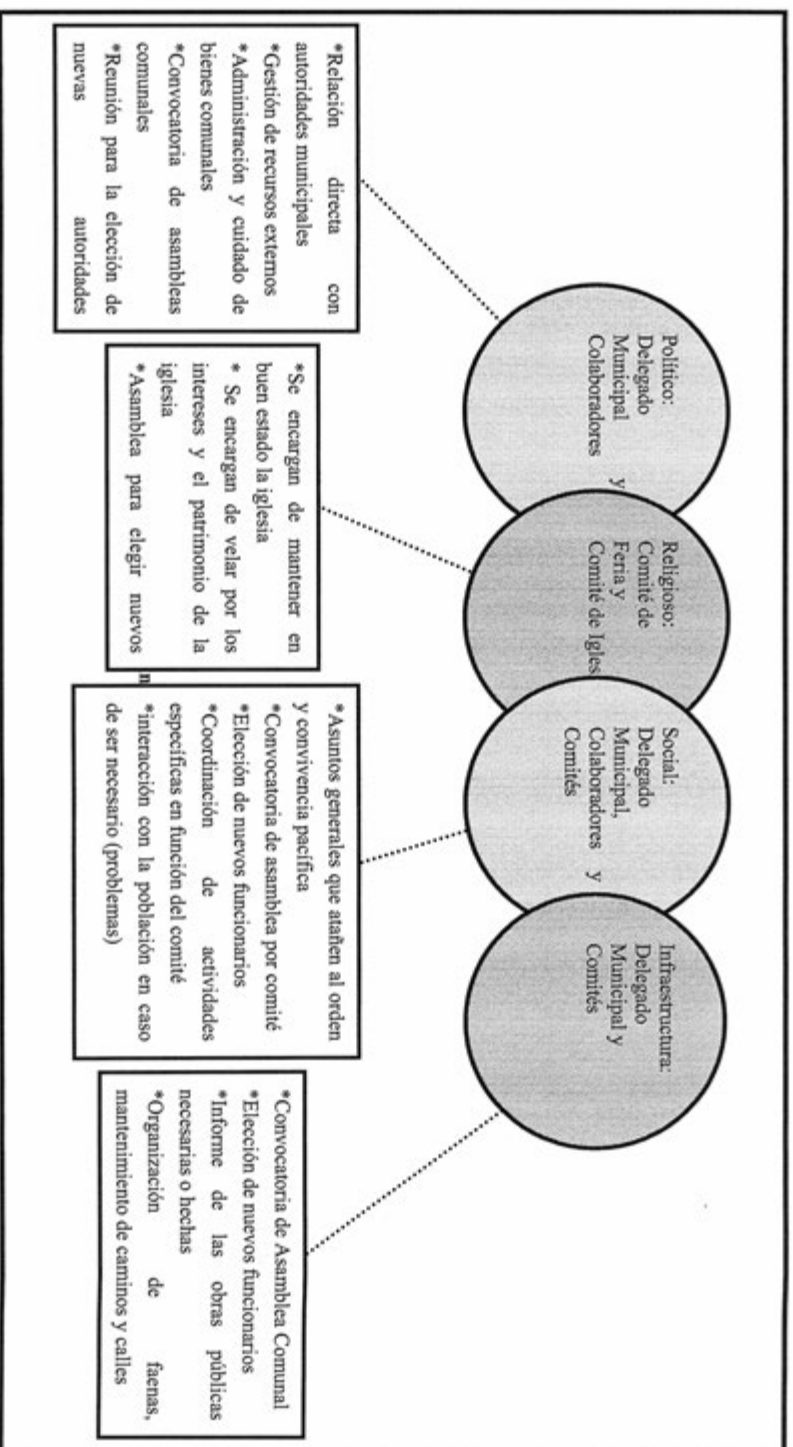 Político:
Delegado
Municipal y
Colaboradores
Religioso:
Comité de
Feria y
Comité de Igles
Social:
Delegado
Municipal,
Colaboradores y
Comités
Infraestructura:
Delegado
Municipal y
Comités
*Relación directa con
autoridades municipales
*Gestión de recursos externos
*Administración y cuidado de
bienes comunales
*Convocatoria de asambleas
comunales
*Reunión para la elección de
nuevas autoridades
*Se encargan de mantener en
buen estado la iglesia
* Se encargan de velar por los
intereses y el patrimonio de la
iglesia
*Asamblea para elegir nuevos
n
*Asuntos generales que atañen al orden
y convivencia pacífica
*Convocatoria de asamblea por comité
*Elección de nuevos funcionarios
*Coordinación de actividades
específicas en función del comité
*interacción con la población en caso
de ser necesario (problemas)
*Convocatoria de Asamblea Comunal
*Elección de nuevos funcionarios
*Informe de las obras públicas
necesarias o hechas
*Organización de faenas,
mantenimiento de caminos y calles